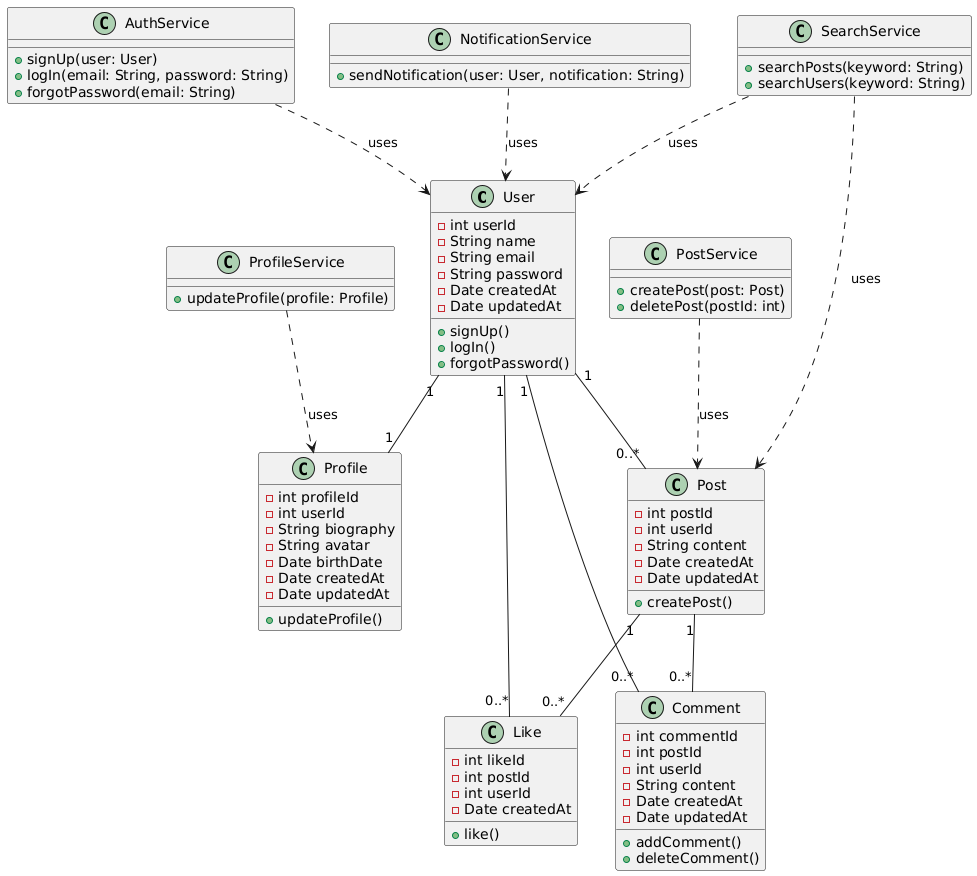 C AuthService
signUp(user: User)
logIn(email: String, password: String)
forgotPassword(email: String)
C NotificationService
sendNotification(user: User, notification: String)
C SearchService
searchPosts(keyword: String)
searchUsers(keyword: String)
uses
uses
uses
C User
int userId
String name
String email
String password
Date createdAt
Date updatedAt
signUp()
logIn()
forgotPassword()
C ProfileService
updateProfile(profile: Profile)
C PostService
createPost(post: Post)
deletePost(postId: int)
uses
uses
uses
1
1
1
1
1
0..*
C Profile
int profileId
int userId
String biography
String avatar
Date birthDate
Date createdAt
Date updatedAt
updateProfile()
C Post
int postId
int userId
String content
Date createdAt
Date updatedAt
createPost()
1
1
0..*
0..*
0..*
0..*
C Like
int likeId
int postId
int userId
Date createdAt
like()
C Comment
int commentId
int postId
int userId
String content
Date createdAt
Date updatedAt
addComment()
deleteComment()